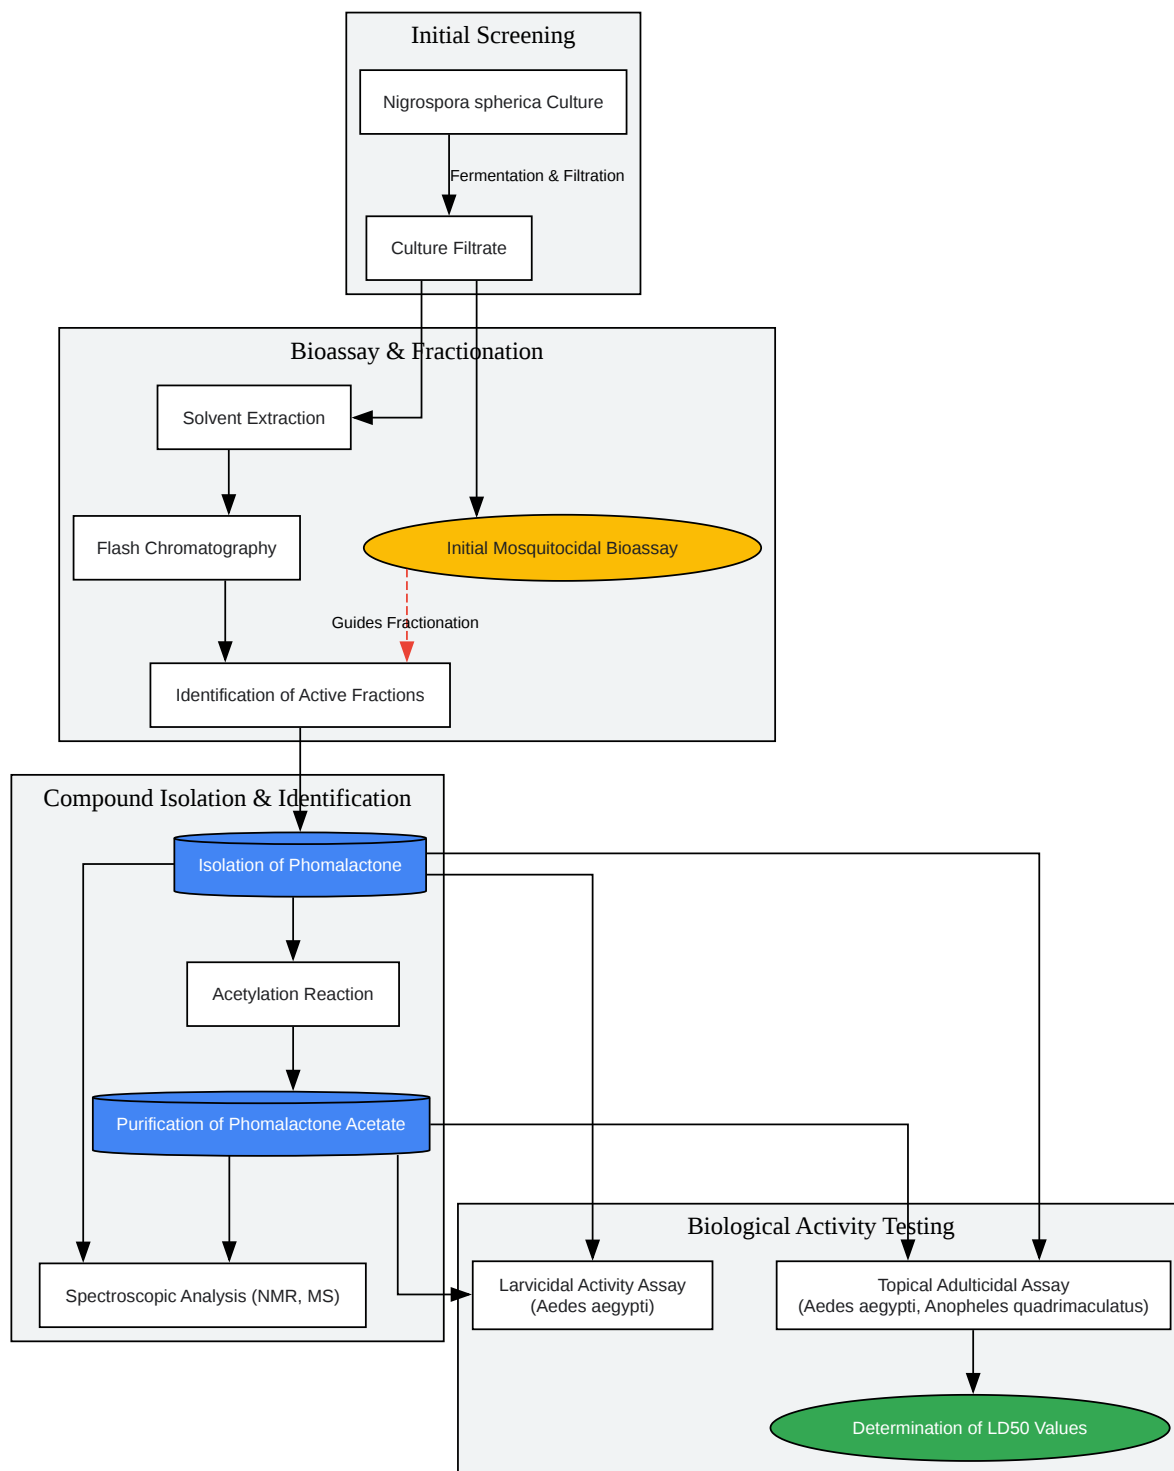 Initial Screening
Nigrospora spherica Culture
Fermentation & Filtration
Culture Filtrate
Bioassay & Fractionation
Solvent Extraction
Flash Chromatography
Initial Mosquitocidal Bioassay
Guides Fractionation
Identification of Active Fractions
Compound Isolation & Identification
Isolation of Phomalactone
Acetylation Reaction
Purification of Phomalactone Acetate
Spectroscopic Analysis (NMR, MS)
Biological Activity Testing
Larvicidal Activity Assay
(Aedes aegypti)
Topical Adulticidal Assay
(Aedes aegypti, Anopheles quadrimaculatus)
Determination of LD50 Values